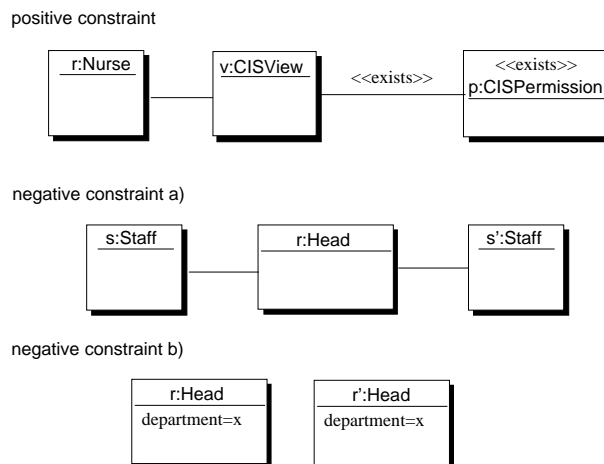 positive constraint
r:Nurse
v:CISView
<<exists>>
<<exists>>
p:CISPermission
negative constraint a)
s:Staff
r:Head
s':Staff
negative constraint b)
r:Head
department=x
r':Head
department=x